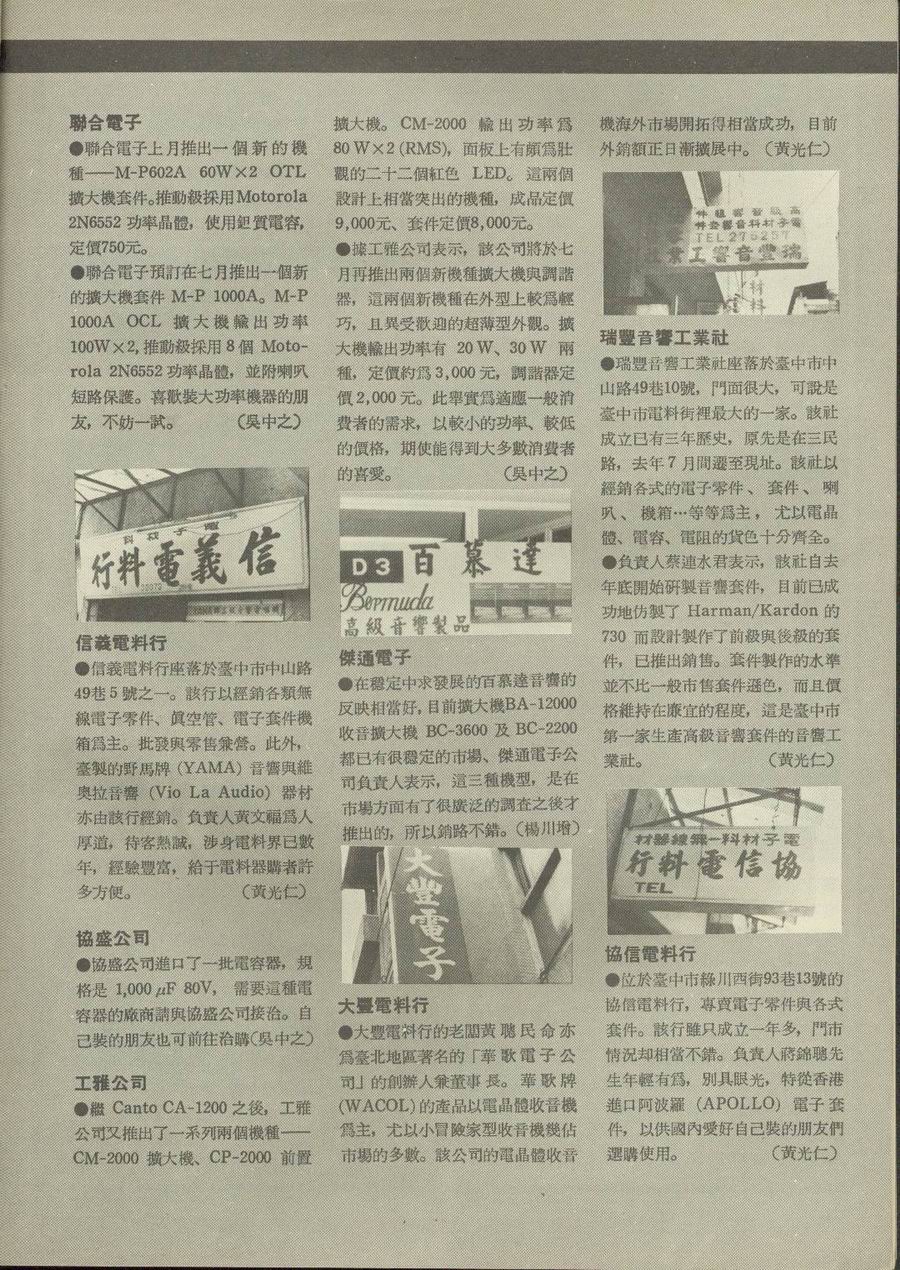 聯合電子
●聯合電子上月推出一個新的機
種——M-P602A 60W×2 OTL
擴大機套件。推動級採用Motorola
2N6552 功率晶體，使用鉭質電容，
定價750元。
●聯合電子預訂在七月推出一個新
的擴大機套件 M-P 1000A。M-P
1000A OCL 擴大機輸出功率
100W×2, 推動級採用 8 個 Moto-
rola 2N6552 功率晶體，並附喇叭
短路保護。喜歡裝大功率機器的朋
友，不妨一試。 （吳中之）
電子材料
信義電料行
信義電料行
●信義電料行座落於臺中市中山路
49巷 5 號之一。該行以經銷各類無
線電子零件、眞空管、電子套件機
箱爲主。批發與零售兼營。此外，
臺製的野馬牌 (YAMA) 音響與維
奧拉音響 (Vio La Audio) 器材
亦由該行經銷。負責人黃文福爲人
厚道，待客熱誠，涉身電料界已數
年，經驗豐富，給于電料器購者許
多方便。 （黃光仁）
協盛公司
●協盛公司進口了一批電容器，規
格是 1,000 μF 80V， 需要這種電
容器的廠商請與協盛公司接洽。自
己裝的朋友也可前往洽購（吳中之）
工雅公司
●繼 Canto CA-1200 之後，工雅
公司又推出了一系列兩個機種——
CM-2000 擴大機、CP-2000 前置
擴大機。CM-2000 輸出功率爲
80 W×2 (RMS)，面板上有頗爲壯
觀的二十二個紅色 LED。這兩個
設計上相當突出的機種，成品定價
9,000元、套件定價8,000元。
●據工雅公司表示，該公司將於七
月再推出兩個新機種擴大機與調諧
器，這兩個新機種在外型上較爲輕
巧，且異受歡迎的超薄型外觀。擴
大機輸出功率有 20 W、30 W 兩
種，定價約爲 3,000 元，調諧器定
價 2,000 元。此舉實爲適應一般消
費者的需求，以較小的功率、較低
的價格，期使能得到大多數消費者
的喜愛。 （吳中之）
D3 百慕達
Bermuda
高級音響製品
傑通電子
●在穩定中求發展的百慕達音響的
反映相當好，目前擴大機BA-12000
收音擴大機 BC-3600 及 BC-2200
都已有很穩定的市場、傑通電子公
司負責人表示，這三種機型，是在
市場方面有了很廣泛的調查之後才
推出的，所以銷路不錯。（楊川增）
大豐電子
大豐電料行
●大豐電料行的老闆黃聰民命亦
爲臺北地區著名的「華歌電子公
司」的創辦人兼董事長。華歌牌
(WACOL) 的產品以電晶體收音機
爲主，尤以小冒險家型收音機幾佔
市場的多數。該公司的電晶體收音
機海外市場開拓得相當成功，目前
外銷額正日漸擴展中。（黃光仁）
高級音響組件
電子材料音響套件
TEL 275257
瑞豐音響工業社
瑞豐音響工業社
●瑞豐音響工業社座落於臺中市中
山路49巷10號，門面很大，可說是
臺中市電料街裡最大的一家。該社
成立已有三年歷史，原先是在三民
路，去年 7 月間遷至現址。該社以
經銷各式的電子零件、套件、喇
叭、機箱…等等爲主，尤以電晶
體、電容、電阻的貨色十分齊全。
●負責人蔡連水君表示，該社自去
年底開始研製音響套件，目前已成
功地仿製了 Harman/Kardon 的
730 而設計製作了前級與後級的套
件，已推出銷售。套件製作的水準
並不比一般市售套件遜色，而且價
格維持在廉宜的程度，這是臺中市
第一家生產高級音響套件的音響工
業社。 （黃光仁）
電子材料一般線器材
協信電料行
TEL
協信電料行
●位於臺中市綠川西街93巷13號的
協信電料行，專賣電子零件與各式
套件。該行雖只成立一年多，門市
情況却相當不錯。負責人蔣錦聰先
生年輕有爲，別具眼光，特從香港
進口阿波羅 (APOLLO) 電子套
件，以供國內愛好自己裝的朋友們
選購使用。 （黃光仁）